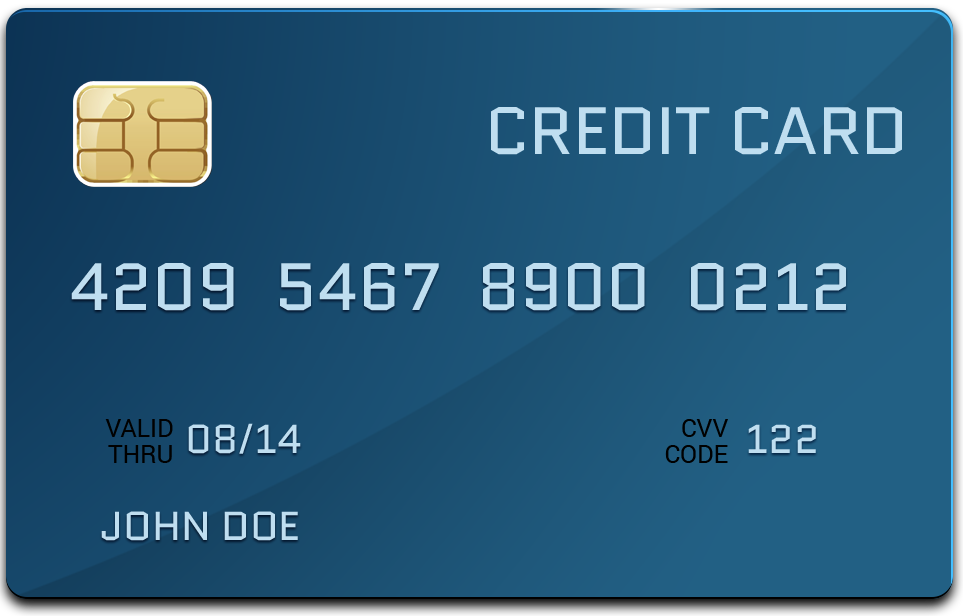 CREDIT CARD
4209 5467 8900 0212
VALID THRU 08/14
CVV CODE 122
JOHN DOE